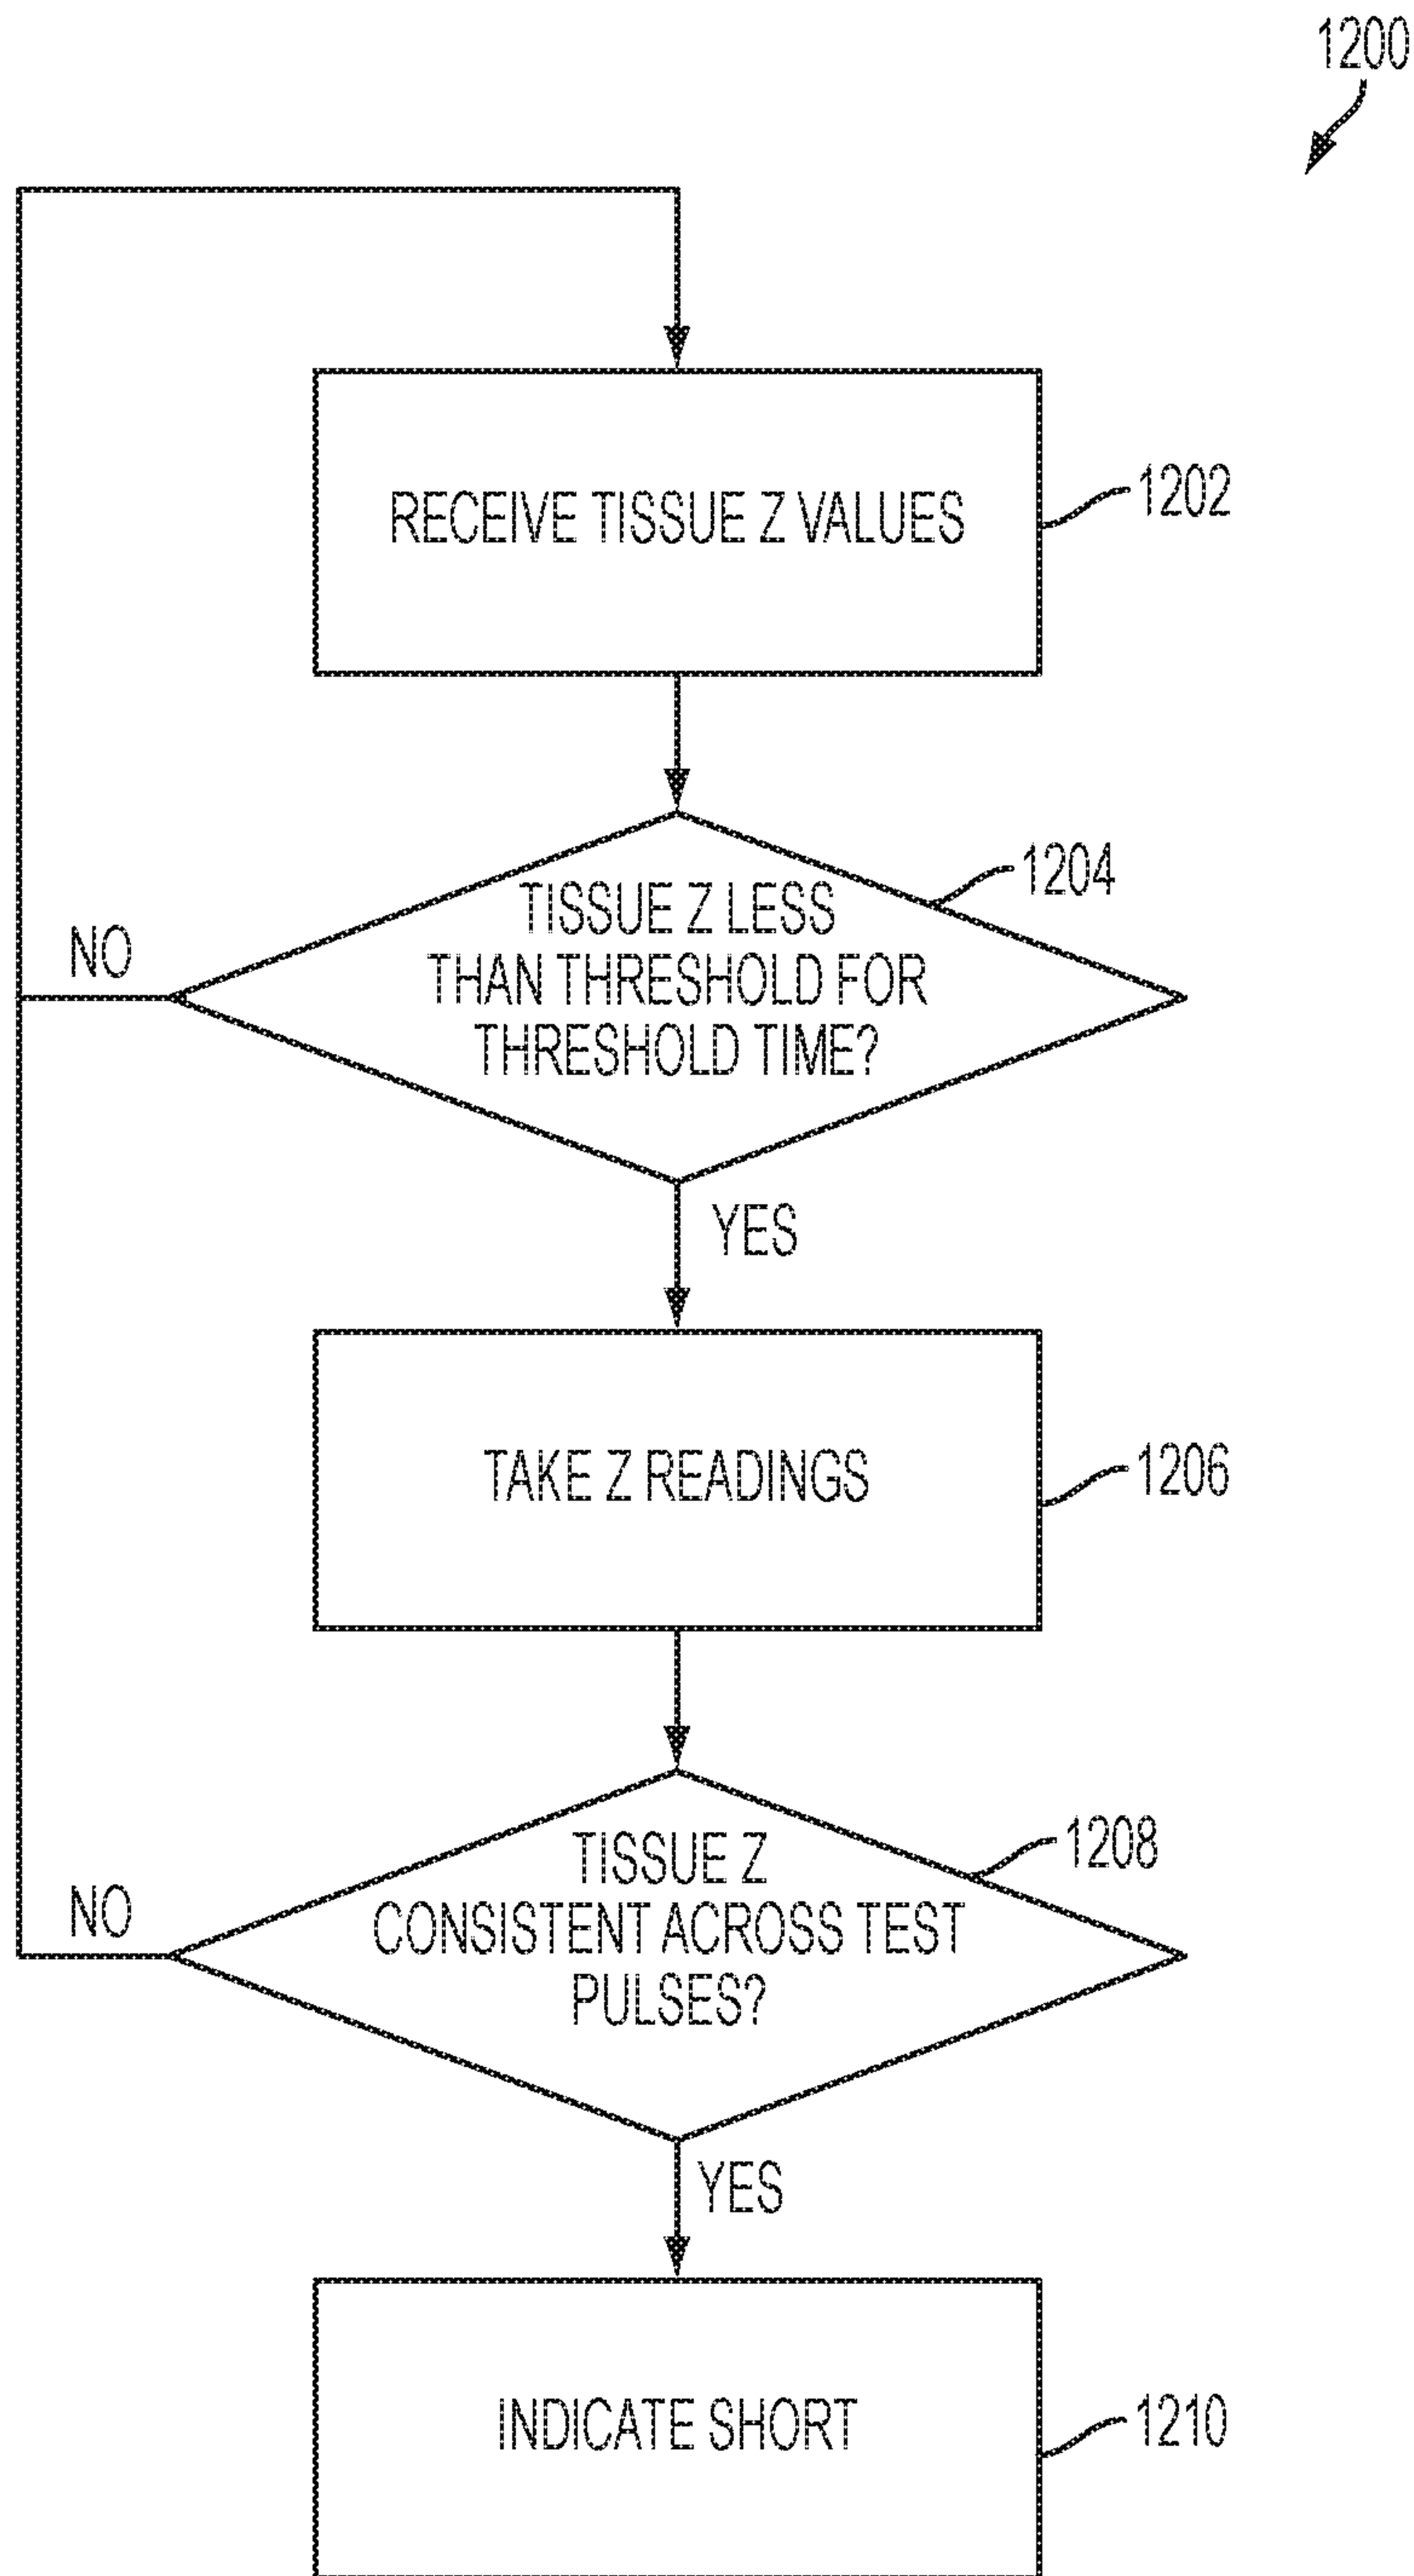 1200
RECEIVE TISSUE Z VALUES
1202
TISSUE Z LESS
THAN THRESHOLD FOR
THRESHOLD TIME?
1204
NO
YES
TAKE Z READINGS
1206
TISSUE Z
CONSISTENT ACROSS TEST
PULSES?
1208
NO
YES
INDICATE SHORT
1210